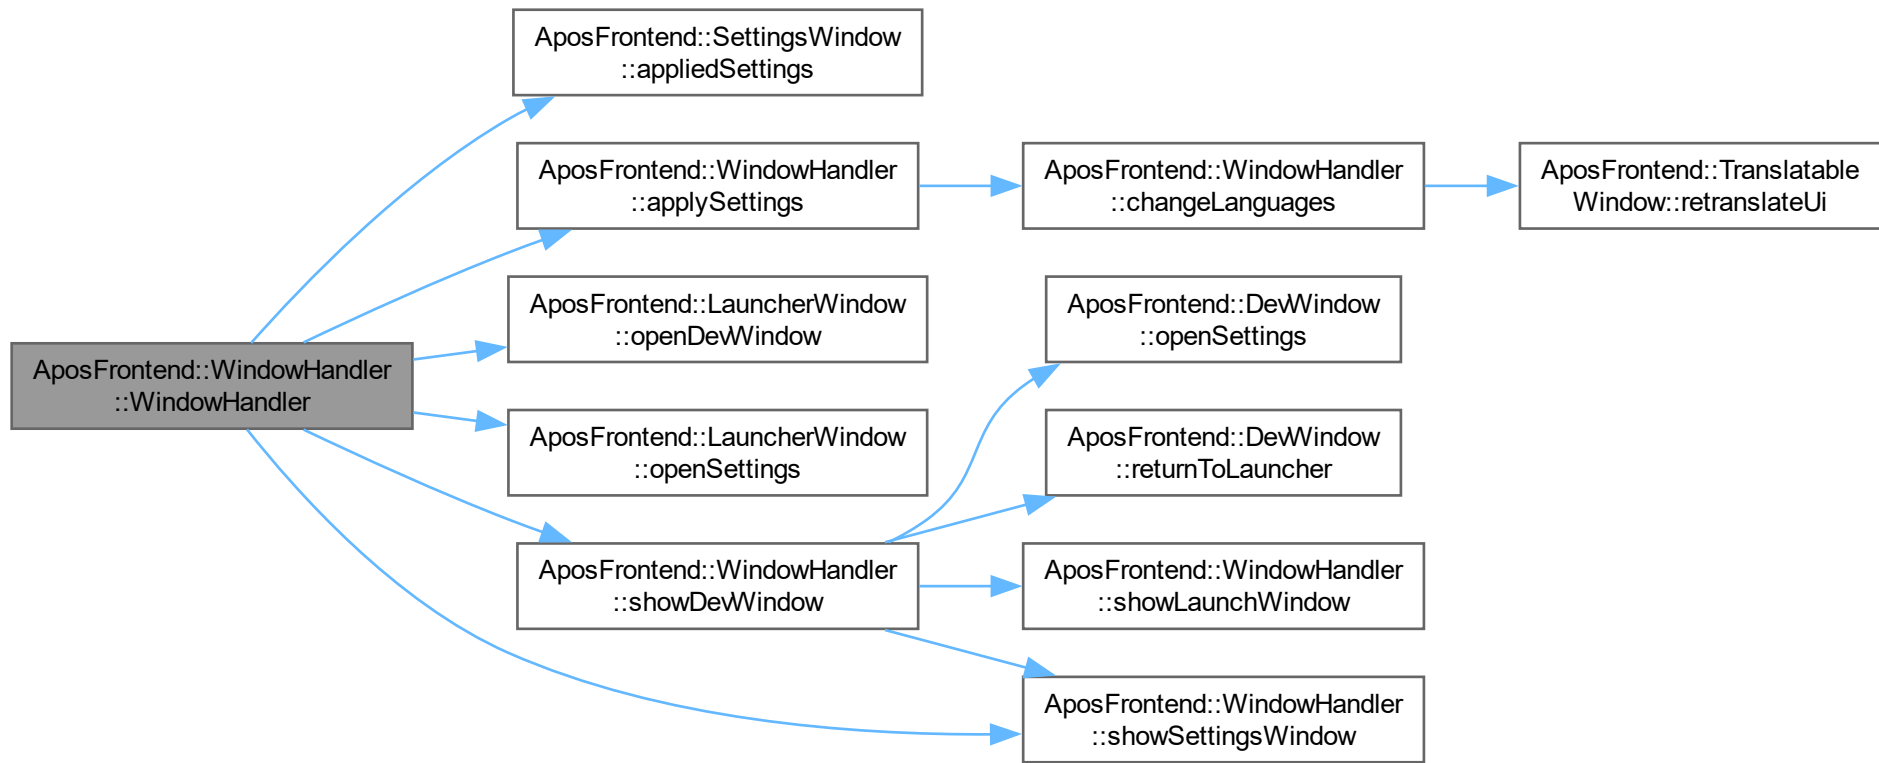 AposFrontend::SettingsWindow
::appliedSettings
AposFrontend::WindowHandler
::applySettings
AposFrontend::WindowHandler
::changeLanguages
AposFrontend::Translatable
Window::retranslateUi
AposFrontend::LauncherWindow
::openDevWindow
AposFrontend::DevWindow
::openSettings
AposFrontend::WindowHandler
::WindowHandler
AposFrontend::LauncherWindow
::openSettings
AposFrontend::DevWindow
::returnToLauncher
AposFrontend::WindowHandler
::showDevWindow
AposFrontend::WindowHandler
::showLaunchWindow
AposFrontend::WindowHandler
::showSettingsWindow